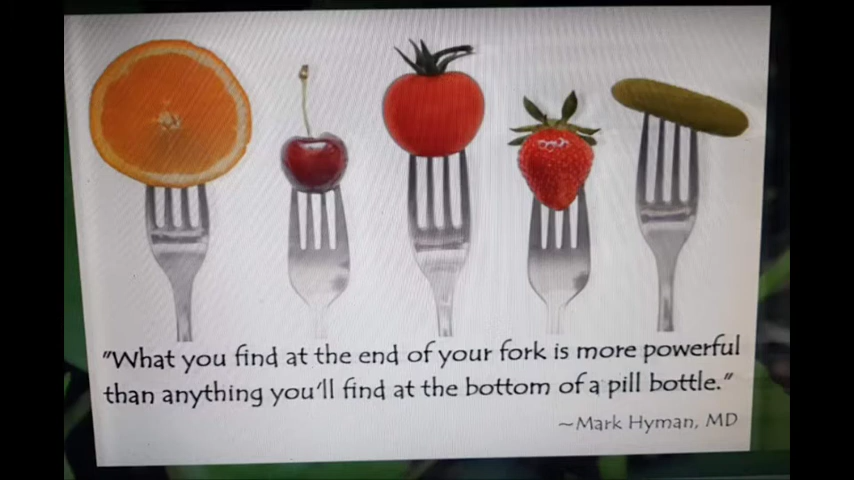 "What you find at the end of your fork is more powerful
than anything you'll find at the bottom of a pill bottle."
~Mark Hyman, MD